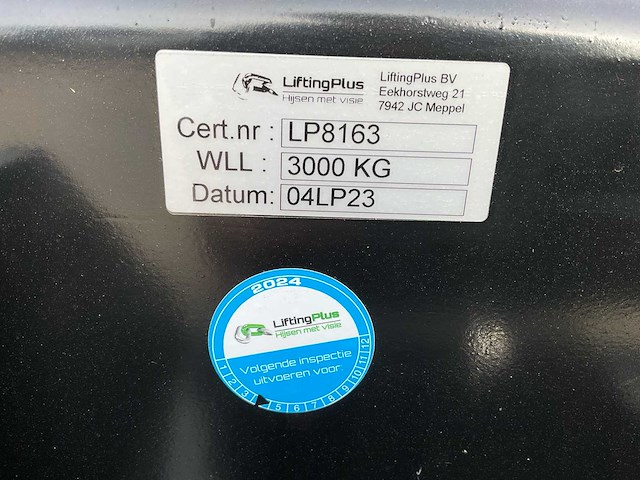 LiftingPlus
Hijsen met visie
LiftingPlus BV
Eekhorstweg 21
7942 JC Meppel
Cert.nr : LP8163
WLL : 3000 KG
Datum: 04LP23
2024
LiftingPlus
Hijsen met visie
Volgende inspectie
uitvoeren voor:
1 2 3 5 6 7 8 9 10 11 12